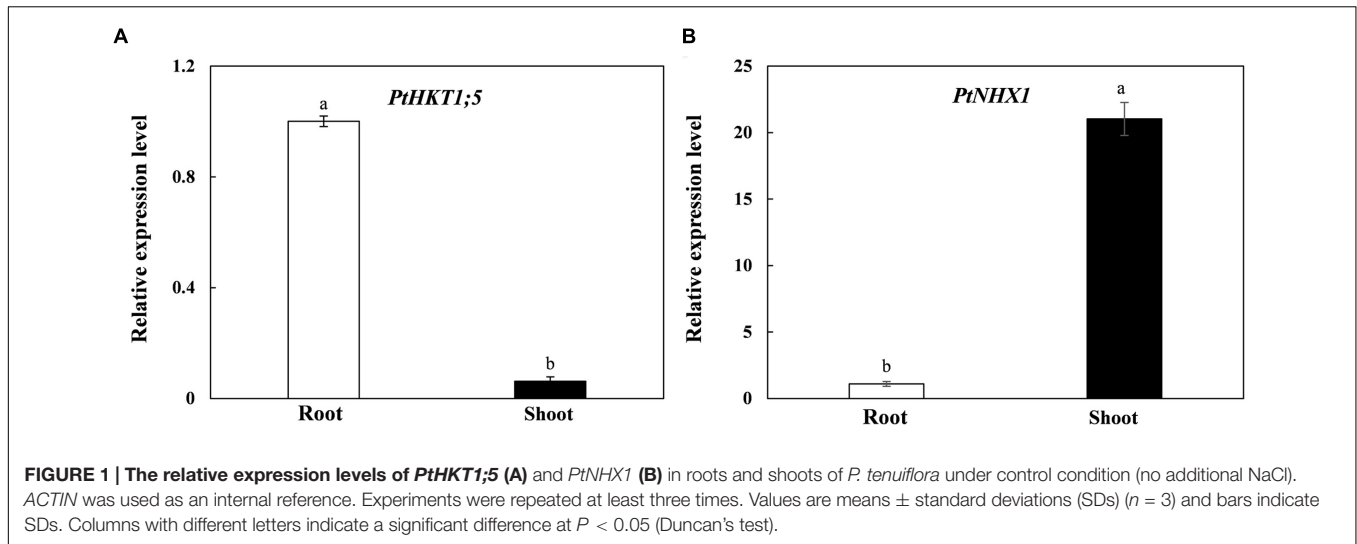 A
B
1.2
0.8
0.4
0
Relative expression level
PtHKT1;5
a
b
Root
Shoot
25
20
15
10
5
0
Relative expression level
PtNHX1
a
b
Root
Shoot
FIGURE 1 | The relative expression levels of PtHKT1;5 (A) and PtNHX1 (B) in roots and shoots of P. tenuiflora under control condition (no additional NaCl).
ACTIN was used as an internal reference. Experiments were repeated at least three times. Values are means ± standard deviations (SDs) (n = 3) and bars indicate
SDs. Columns with different letters indicate a significant difference at P < 0.05 (Duncan's test).